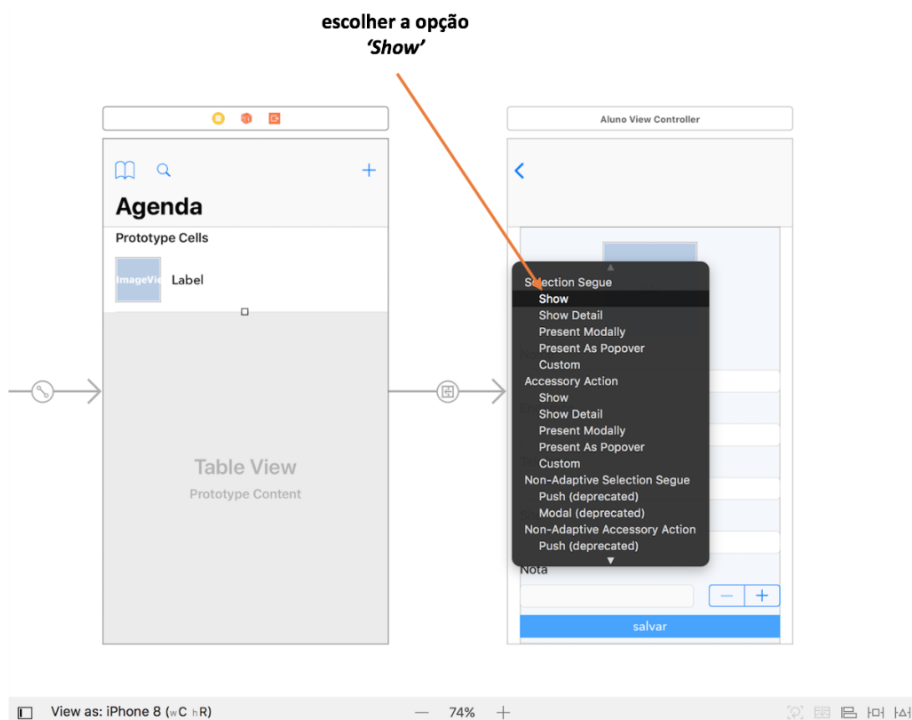 escolher a opção
‘Show’
Aluno View Controller
Agenda
Prototype Cells
ImageVie
Label
Table View
Prototype Content
Selection Segue
Show
Show Detail
Present Modally
Present As Popover
Custom
Accessory Action
Show
Show Detail
Present Modally
Present As Popover
Custom
Non-Adaptive Selection Segue
Push (deprecated)
Modal (deprecated)
Non-Adaptive Accessory Action
Push (deprecated)
Nota
salvar
View as: iPhone 8 (wC hR)
74%